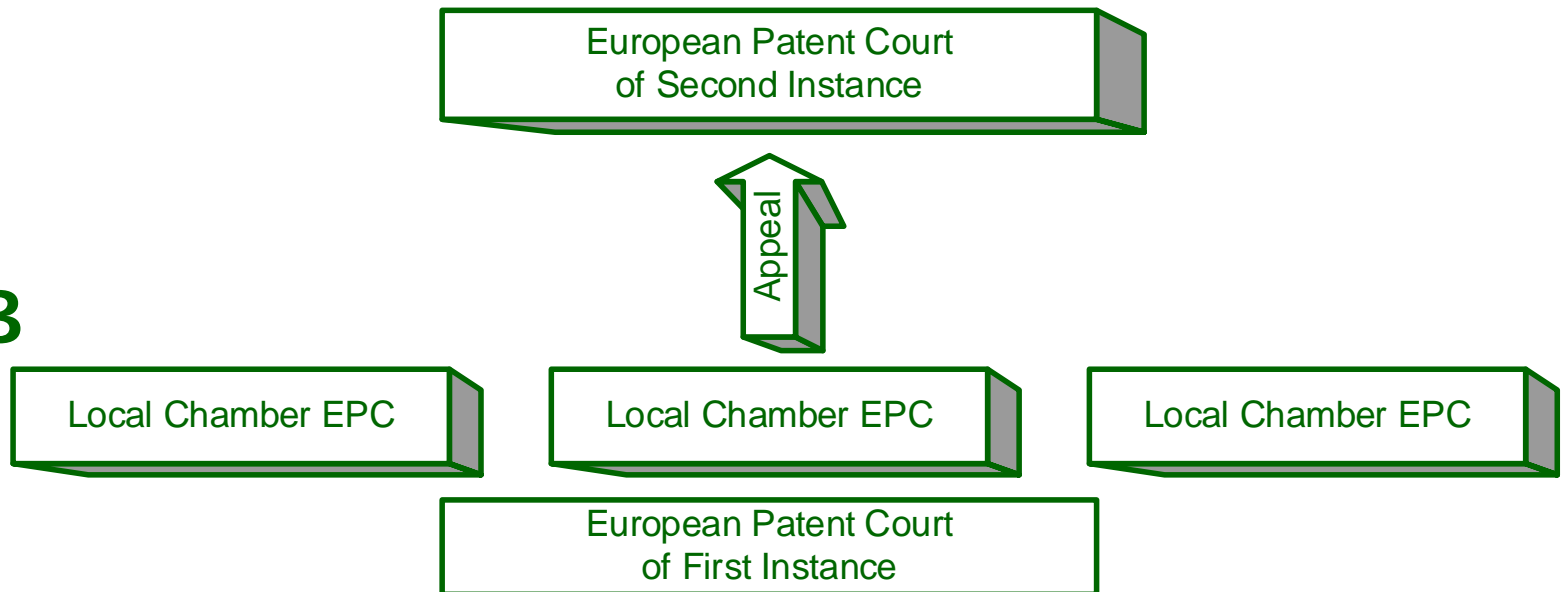 European Patent Court
of Second Instance
Appeal
Local Chamber EPC
Local Chamber EPC
Local Chamber EPC
European Patent Court
of First Instance